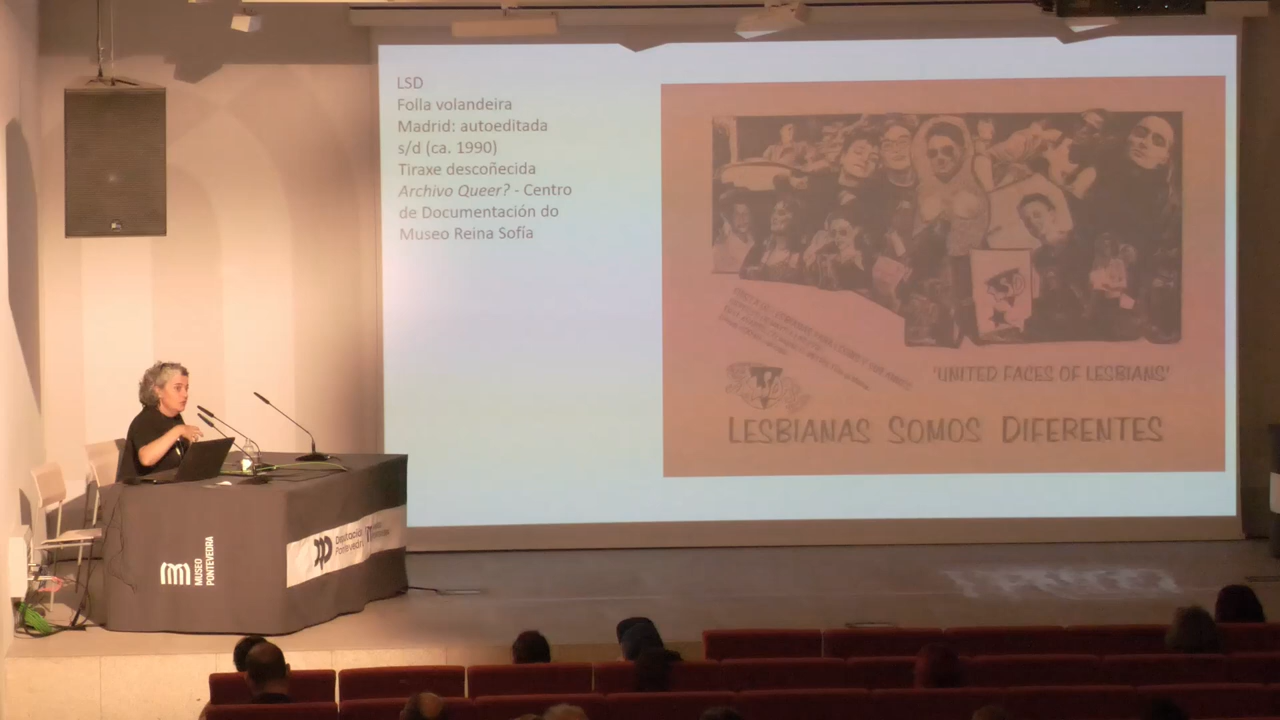 LSD
Folla volandeira
Madrid: autoeditada
s/d (ca. 1990)
Tiraxe descoñecida
Archivo Queer? - Centro
de Documentación do
Museo Reina Sofía
LSD
'UNITED FACES OF LESBIANS'
LESBIANAS SOMOS DIFERENTES
MUSEO
PONTEVEDRA
Deputación
Pontevedra